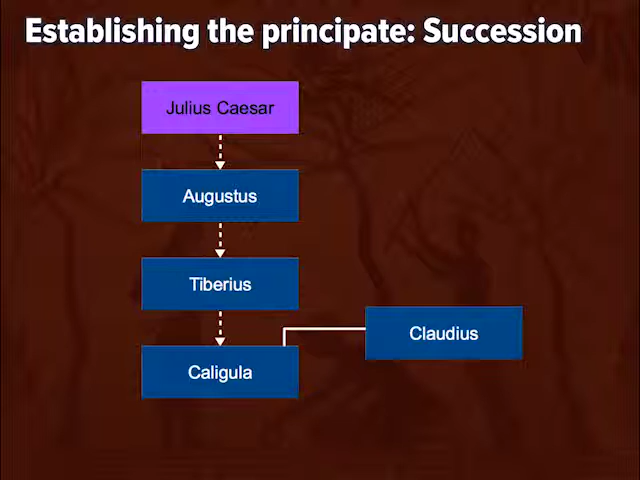 Establishing the principate: Succession
Julius Caesar
Augustus
Tiberius
Claudius
Caligula